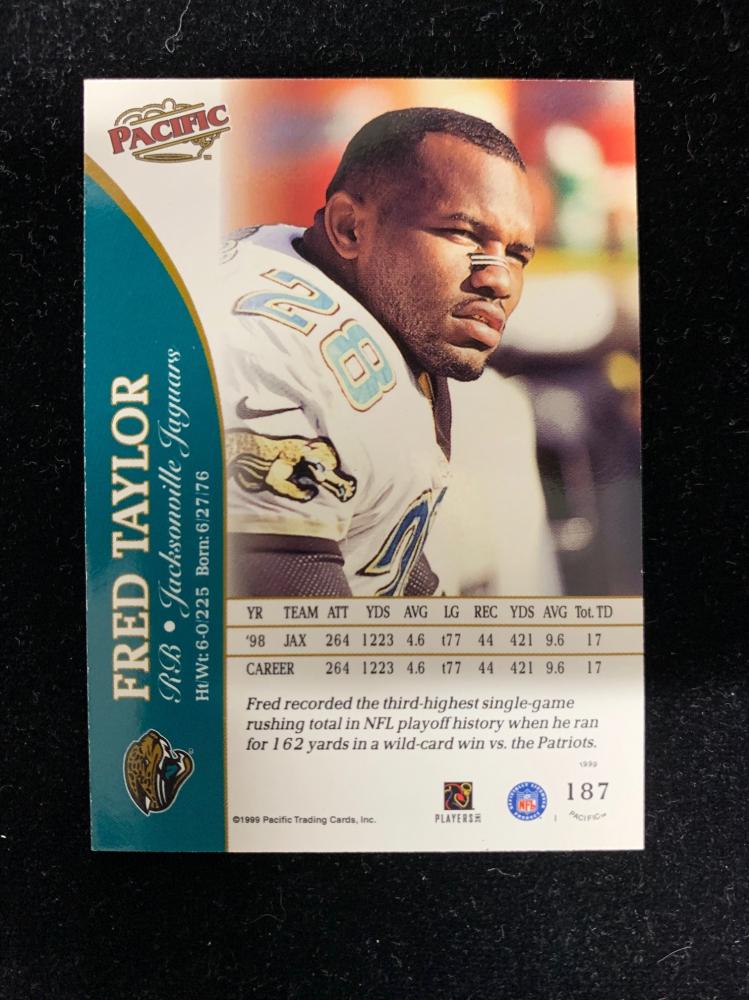 PACIFIC
28
FRED TAYLOR
RB • Jacksonville Jaguars
Ht/Wt: 6-0/225 Born: 6/27/76
YR TEAM ATT YDS AVG LG REC YDS AVG Tot. TD
'98 JAX 264 1223 4.6 t77 44 421 9.6 17
CAREER 264 1223 4.6 t77 44 421 9.6 17
Fred recorded the third-highest single-game
rushing total in NFL playoff history when he ran
for 162 yards in a wild-card win vs. the Patriots.
1999
187
PACIFIC™
PLAYERS INC
NFL
©1999 Pacific Trading Cards, Inc.